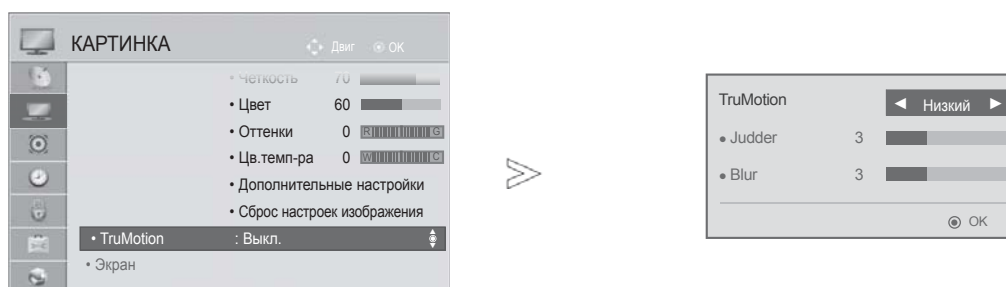 КАРТИНКА Двиг OK
• Четкость 70
• Цвет 60
• Оттенки 0 R G
• Цв.темп-ра 0 W C
• Дополнительные настройки
• Сброс настроек изображения
• TruMotion : Выкл.
• Экран
TruMotion Низкий
• Judder 3
• Blur 3
OK